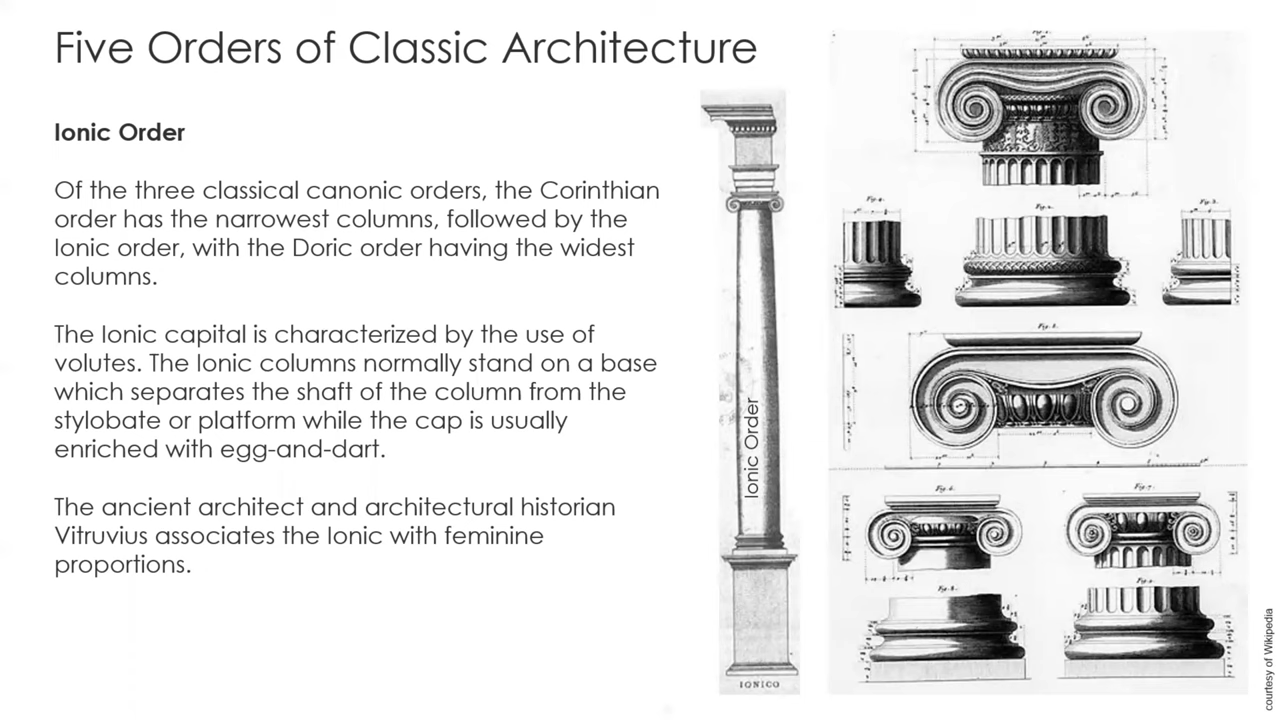 Five Orders of Classic Architecture
Ionic Order
Of the three classical canonic orders, the Corinthian
order has the narrowest columns, followed by the
Ionic order, with the Doric order having the widest
columns.
The Ionic capital is characterized by the use of
volutes. The Ionic columns normally stand on a base
which separates the shaft of the column from the
stylobate or platform while the cap is usually
enriched with egg-and-dart.
The ancient architect and architectural historian
Vitruvius associates the Ionic with feminine
proportions.
Ionic Order
IONICO
courtesy of Wikipedia